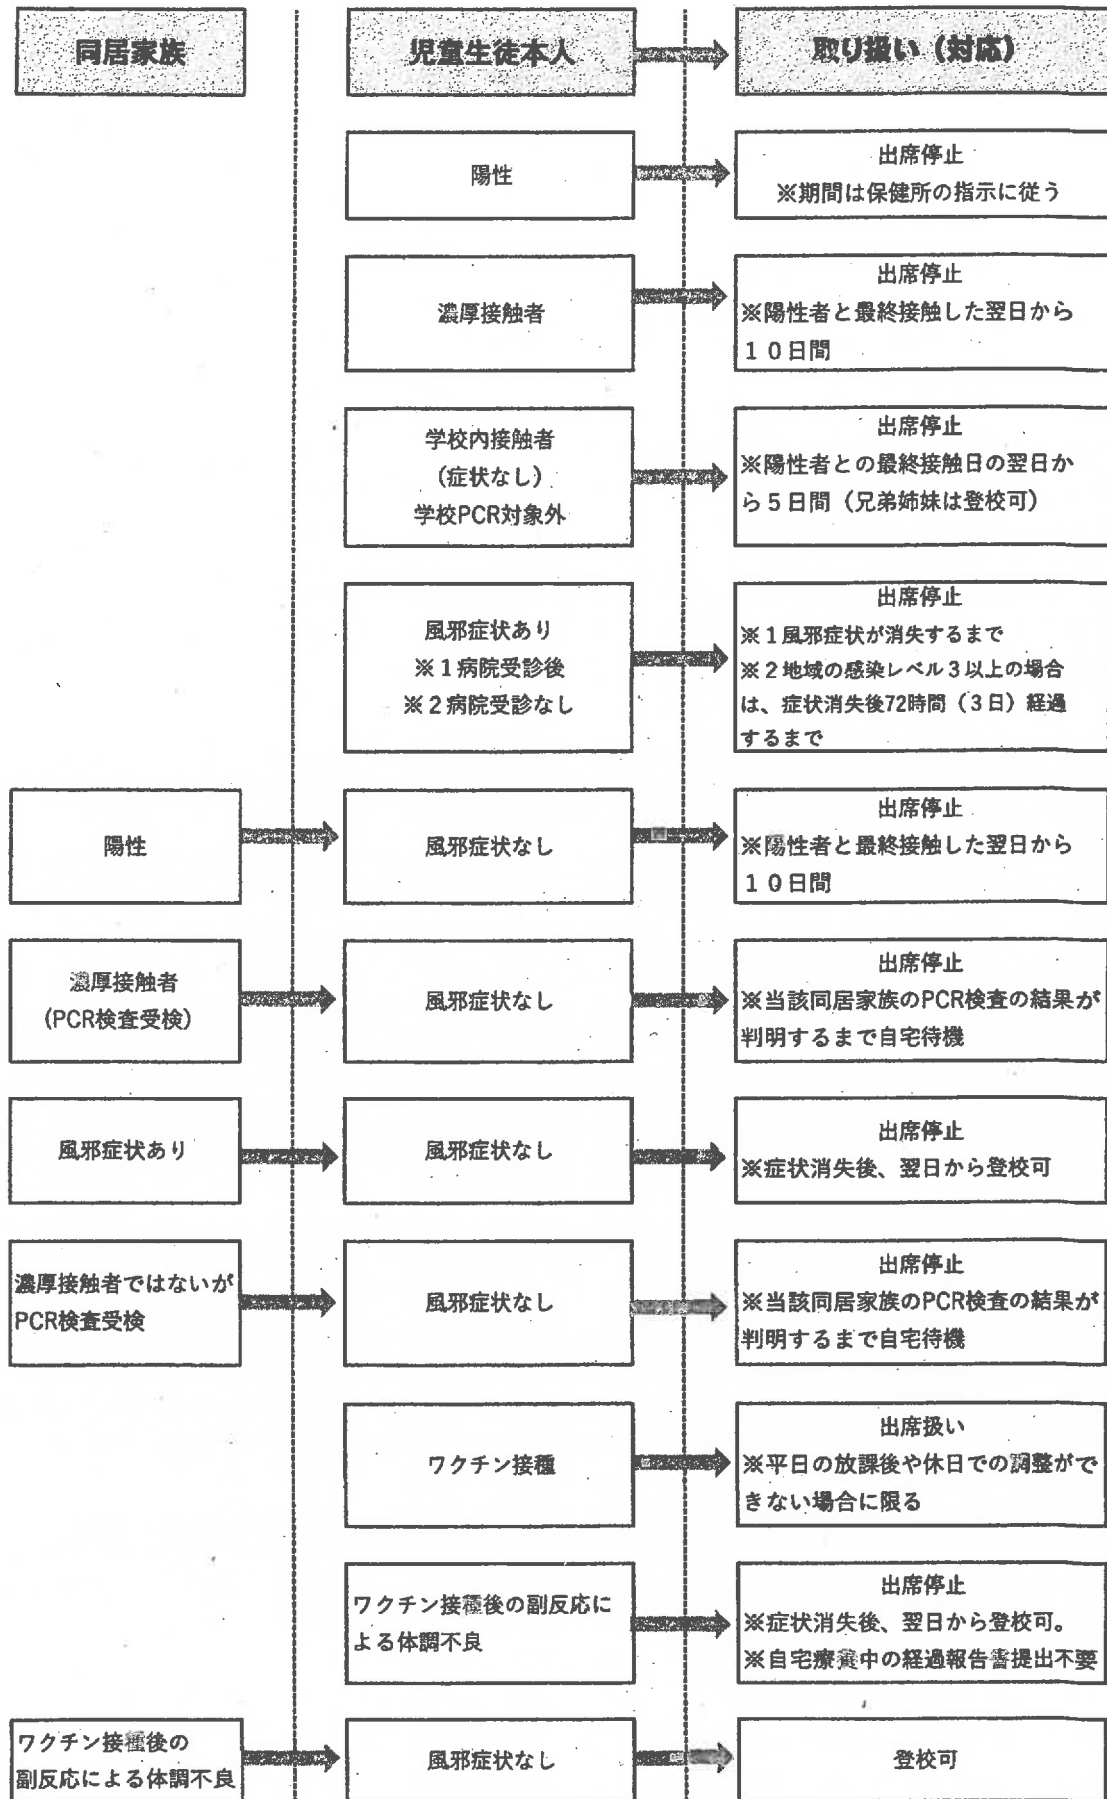 同居家族
児童生徒本人
取り扱い（対応）
陽性
出席停止
※期間は保健所の指示に従う
濃厚接触者
出席停止
※陽性者と最終接触した翌日から
１０日間
学校内接触者
（症状なし）
学校PCR対象外
出席停止
※陽性者との最終接触日の翌日か
ら５日間（兄弟姉妹は登校可）
風邪症状あり
※１病院受診後
※２病院受診なし
出席停止
※１風邪症状が消失するまで
※２地域の感染レベル３以上の場合
は、症状消失後72時間（３日）経過
するまで
陽性
風邪症状なし
出席停止
※陽性者と最終接触した翌日から
１０日間
濃厚接触者
（PCR検査受検）
風邪症状なし
出席停止
※当該同居家族のPCR検査の結果が
判明するまで自宅待機
風邪症状あり
風邪症状なし
出席停止
※症状消失後、翌日から登校可
濃厚接触者ではないが
PCR検査受検
風邪症状なし
出席停止
※当該同居家族のPCR検査の結果が
判明するまで自宅待機
ワクチン接種
出席扱い
※平日の放課後や休日での調整がで
きない場合に限る
ワクチン接種後の副反応に
よる体調不良
出席停止
※症状消失後、翌日から登校可。
※自宅療養中の経過報告書提出不要
ワクチン接種後の
副反応による体調不良
風邪症状なし
登校可